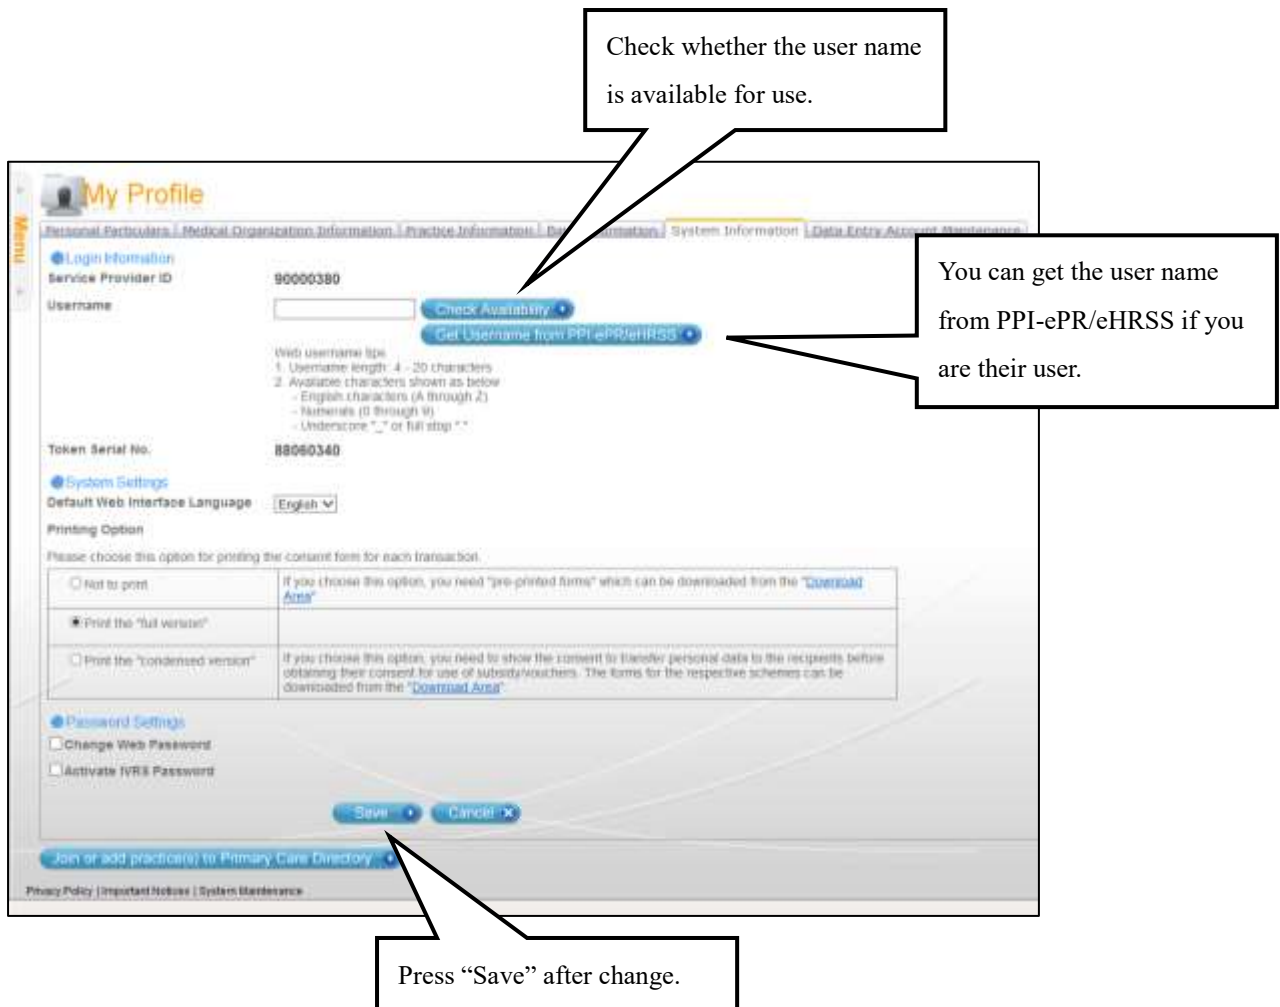 Check whether the user name
is available for use.
My Profile
Menu
Personal Particulars | Medical Organization Information | Practice Information | Ba Information | System Information | Data Entry Account Maintenance
Login Information
Service Provider ID 90000380
Username Check Availability
Get Username from PPI-ePR/eHRSS
You can get the user name
from PPI-ePR/eHRSS if you
are their user.
Web username tips
1. Username length: 4 - 20 characters
2. Available characters shown as below
- English characters (A through Z)
- Numerals (0 through 9)
- Underscore "_" or full stop "."
Token Serial No. 88060340
System Settings
Default Web Interface Language English
Printing Option
Please choose this option for printing the consent form for each transaction.
Not to print
If you choose this option, you need "pre-printed forms" which can be downloaded from the "Download
Area"
Print the "full version"
Print the "condensed version"
If you choose this option, you need to show the consent to transfer personal data to the recipients before
obtaining their consent for use of subsidy/vouchers. The forms for the respective schemes can be
downloaded from the "Download Area".
Password Settings
Change Web Password
Activate IVRS Password
Save Cancel
Join or add practice(s) to Primary Care Directory
Privacy Policy | Important Notices | System Maintenance
Press “Save” after change.